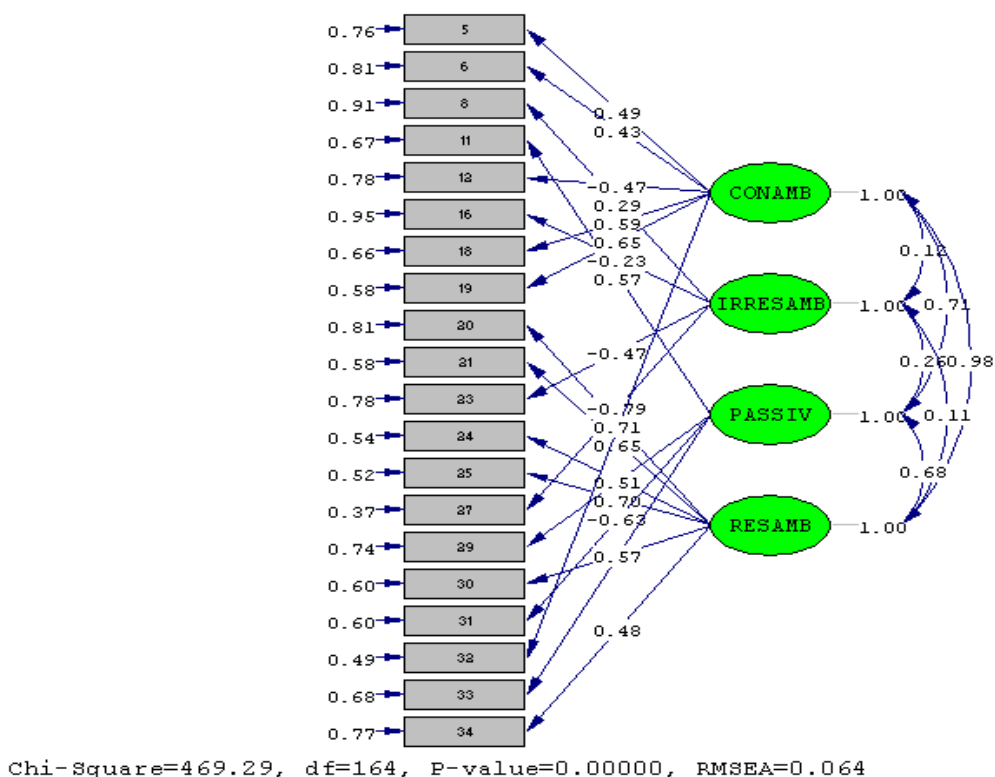 0.76 5
0.81 6
0.91 8
0.49
0.67 11 0.43
0.78 12 -0.47 CONAMB 1.00
0.95 16 0.29
0.59
0.66 18 0.65 0.12
-0.23
0.58 19 0.57
IRRESAMB 1.00 0.71
0.81 20
0.58 21 -0.47 0.26 0.98
0.78 23
-0.79 PASSIV 1.00 0.11
0.54 24 0.71
0.65
0.52 25 0.51 0.68
0.37 27 0.70
-0.63 RESAMB 1.00
0.74 29 0.57
0.60 30
0.60 31 0.48
0.49 32
0.68 33
0.77 34
Chi-Square=469.29, df=164, P-value=0.00000, RMSEA=0.064